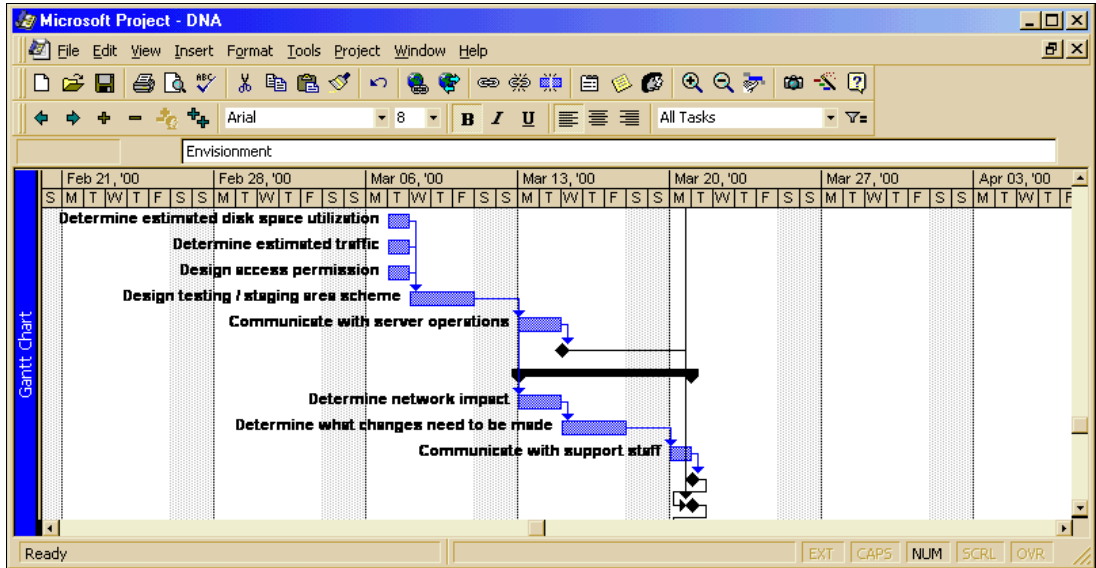 Microsoft Project - DNA
File Edit View Insert Format Tools Project Window Help
ABC
Arial 8 B I U All Tasks
Envisionment
Feb 21, '00 Feb 28, '00 Mar 06, '00 Mar 13, '00 Mar 20, '00 Mar 27, '00 Apr 03, '00
S M T W T F S S M T W T F S S M T W T F S S M T W T F S S M T W T F S S M T W T F S S M T W T F
Determine estimated disk space utilization
Determine estimated traffic
Design access permission
Design testing / staging area scheme
Communicate with server operations
Determine network impact
Determine what changes need to be made
Communicate with support staff
Gantt Chart
Ready EXT CAPS NUM SCRL OVR